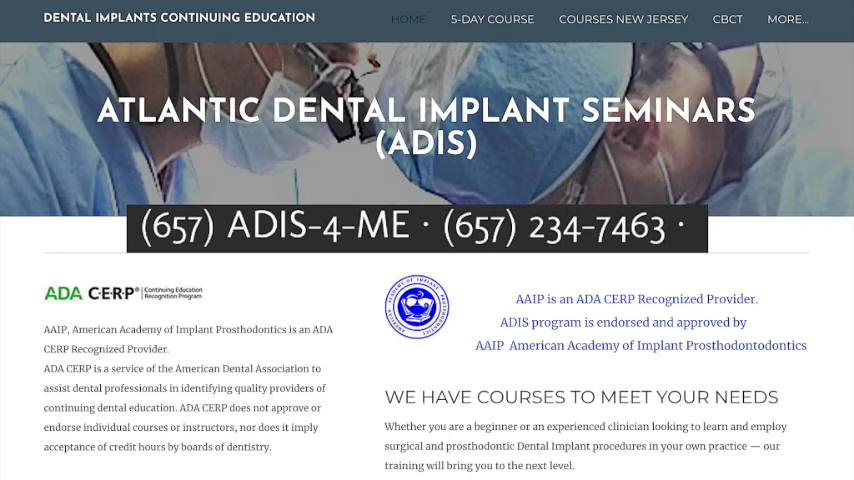 DENTAL IMPLANTS CONTINUING EDUCATION
HOME 5-DAY COURSE COURSES NEW JERSEY CBCT MORE...
ATLANTIC DENTAL IMPLANT SEMINARS
(ADIS)
(657) ADIS-4-ME · (657) 234-7463 ·
ADA C·E·R·P® | Continuing Education
Recognition Program
AAIP, American Academy of Implant Prosthodontics is an ADA
CERP Recognized Provider.
ADA CERP is a service of the American Dental Association to
assist dental professionals in identifying quality providers of
continuing dental education. ADA CERP does not approve or
endorse individual courses or instructors, nor does it imply
acceptance of credit hours by boards of dentistry.
AMERICAN ACADEMY OF IMPLANT PROSTHODONTICS
AAIP is an ADA CERP Recognized Provider.
ADIS program is endorsed and approved by
AAIP American Academy of Implant Prosthodontodontics
WE HAVE COURSES TO MEET YOUR NEEDS
Whether you are a beginner or an experienced clinician looking to learn and employ
surgical and prosthodontic Dental Implant procedures in your own practice — our
training will bring you to the next level.